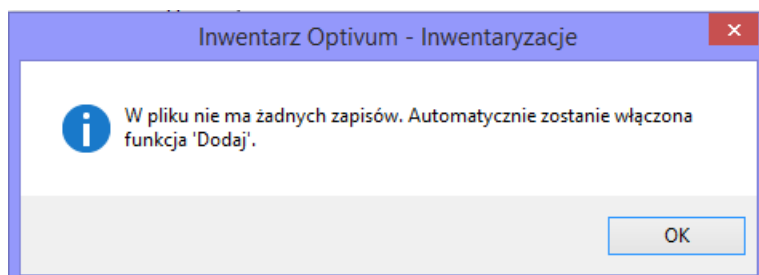 Inwentarz Optivum - Inwentaryzacje
W pliku nie ma żadnych zapisów. Automatycznie zostanie włączona
funkcja 'Dodaj'.
OK